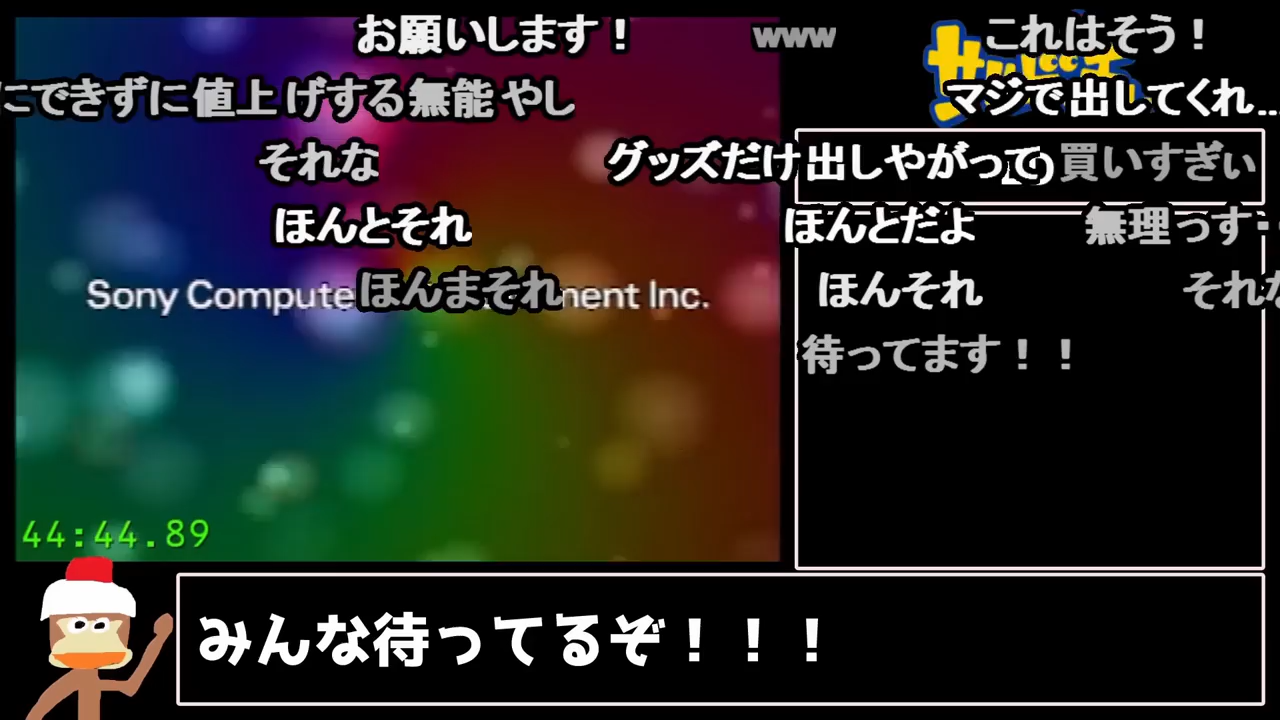 お願いします！
www
これはそう！
にできずに値上げする無能やし
マジで出してくれ…
それな
グッズだけ出しやがって
買いすぎぃ
ほんとそれ
ほんとだよ
無理っす
Sony Compute
ほんまそれ
ment Inc.
ほんそれ
それな
待ってます！！
44:44.89
みんな待ってるぞ！！！